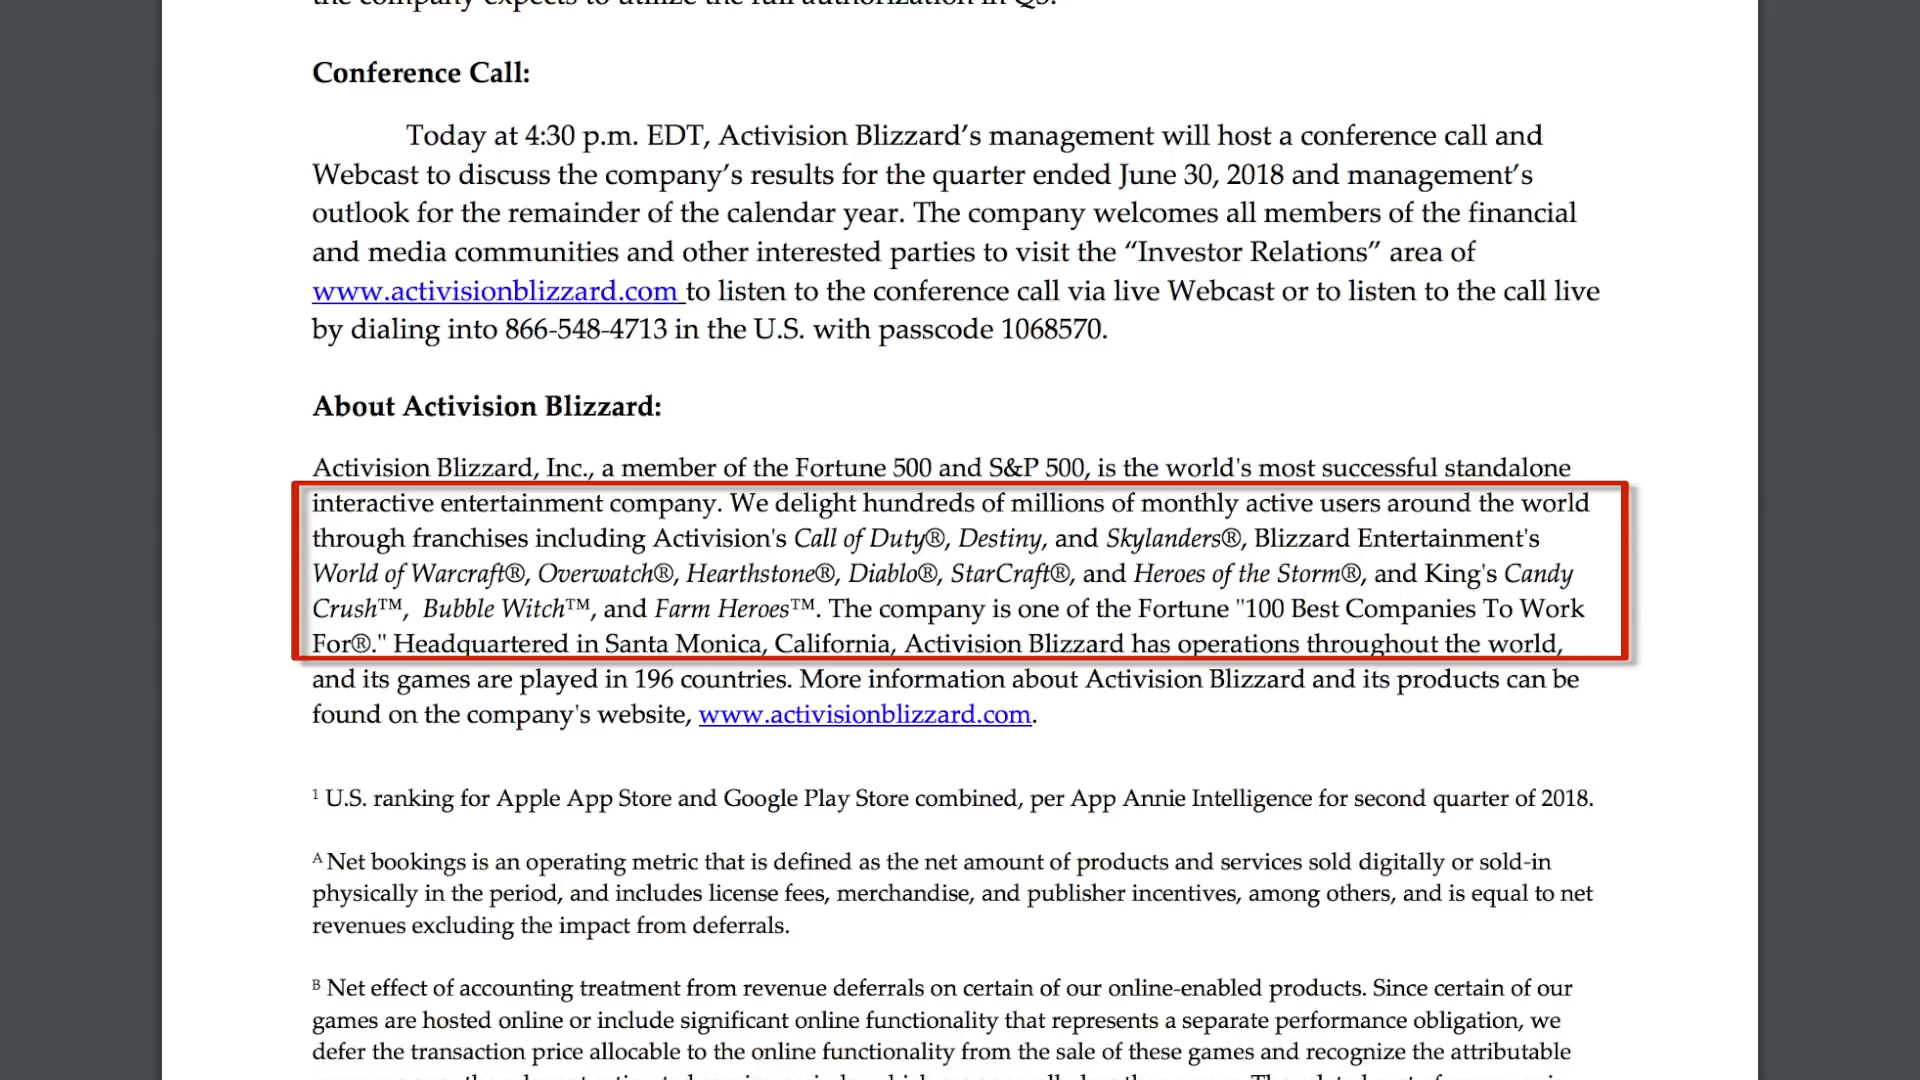 the company expects to utilize the full authorization in Q3.
Conference Call:
Today at 4:30 p.m. EDT, Activision Blizzard’s management will host a conference call and
Webcast to discuss the company’s results for the quarter ended June 30, 2018 and management’s
outlook for the remainder of the calendar year. The company welcomes all members of the financial
and media communities and other interested parties to visit the “Investor Relations” area of
www.activisionblizzard.com to listen to the conference call via live Webcast or to listen to the call live
by dialing into 866-548-4713 in the U.S. with passcode 1068570.
About Activision Blizzard:
Activision Blizzard, Inc., a member of the Fortune 500 and S&P 500, is the world's most successful standalone
interactive entertainment company. We delight hundreds of millions of monthly active users around the world
through franchises including Activision's Call of Duty®, Destiny, and Skylanders®, Blizzard Entertainment's
World of Warcraft®, Overwatch®, Hearthstone®, Diablo®, StarCraft®, and Heroes of the Storm®, and King's Candy
Crush™, Bubble Witch™, and Farm Heroes™. The company is one of the Fortune "100 Best Companies To Work
For®." Headquartered in Santa Monica, California, Activision Blizzard has operations throughout the world,
and its games are played in 196 countries. More information about Activision Blizzard and its products can be
found on the company's website, www.activisionblizzard.com.
1 U.S. ranking for Apple App Store and Google Play Store combined, per App Annie Intelligence for second quarter of 2018.
A Net bookings is an operating metric that is defined as the net amount of products and services sold digitally or sold-in
physically in the period, and includes license fees, merchandise, and publisher incentives, among others, and is equal to net
revenues excluding the impact from deferrals.
B Net effect of accounting treatment from revenue deferrals on certain of our online-enabled products. Since certain of our
games are hosted online or include significant online functionality that represents a separate performance obligation, we
defer the transaction price allocable to the online functionality from the sale of these games and recognize the attributable